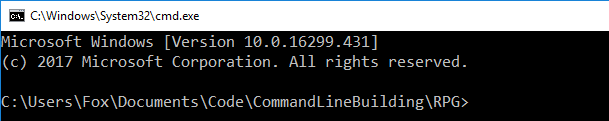 C:\Windows\System32\cmd.exe
Microsoft Windows [Version 10.0.16299.431]
(c) 2017 Microsoft Corporation. All rights reserved.
C:\Users\Fox\Documents\Code\CommandLineBuilding\RPG>